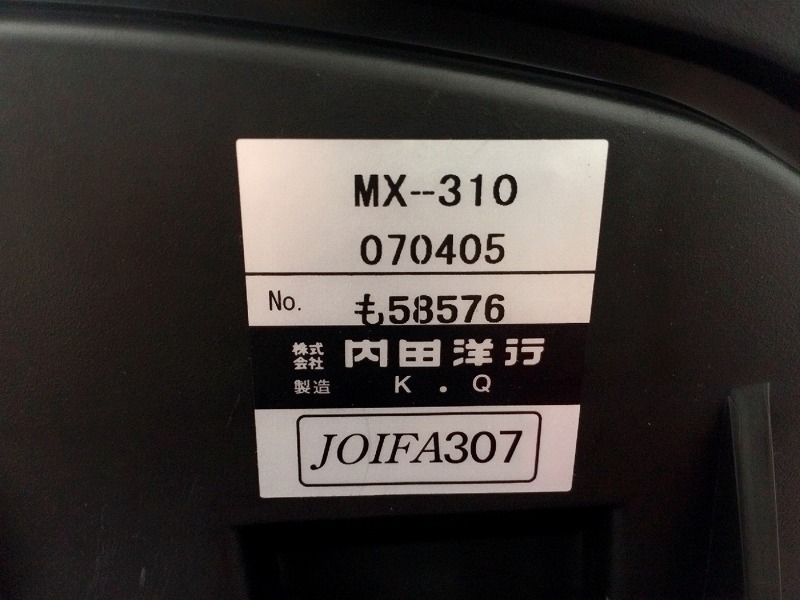 MX--310
070405
No. も58576
株式会社 内田洋行
製造 K.Q
JOIFA307